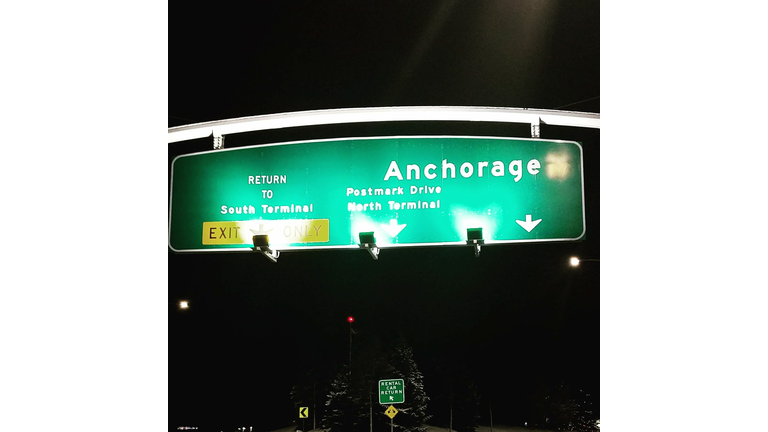 Anchorage
RETURN
TO
South Terminal
EXIT ONLY
Postmark Drive
North Terminal
RENTAL
CAR
RETURN